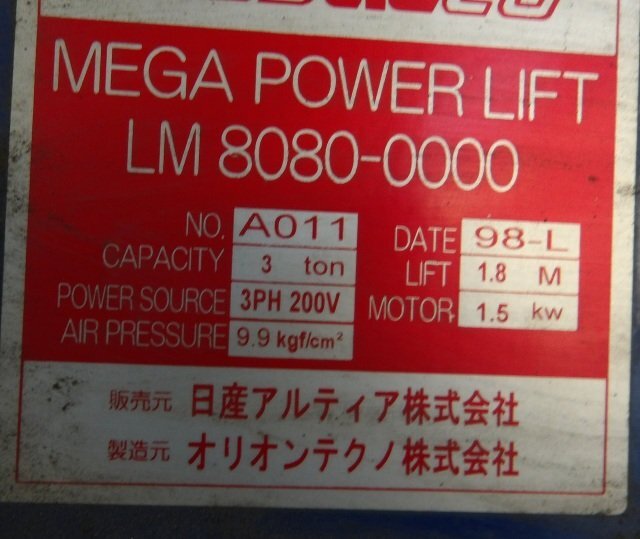 MEGA POWER LIFT
LM 8080-0000
NO. A011 DATE 98-L
CAPACITY 3 ton LIFT 1.8 M
POWER SOURCE 3PH 200V MOTOR 1.5 kw
AIR PRESSURE 9.9 kgf/cm²
販売元 日産アルティア株式会社
製造元 オリオンテクノ株式会社